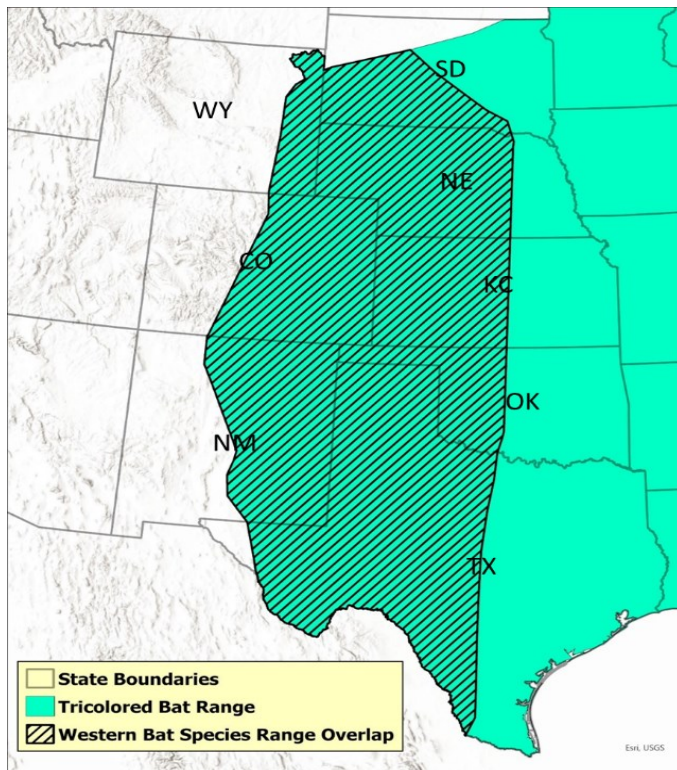 SD
WY
NE
CO
KC
OK
NM
TX
State Boundaries
Tricolored Bat Range
Western Bat Species Range Overlap
Esri, USGS